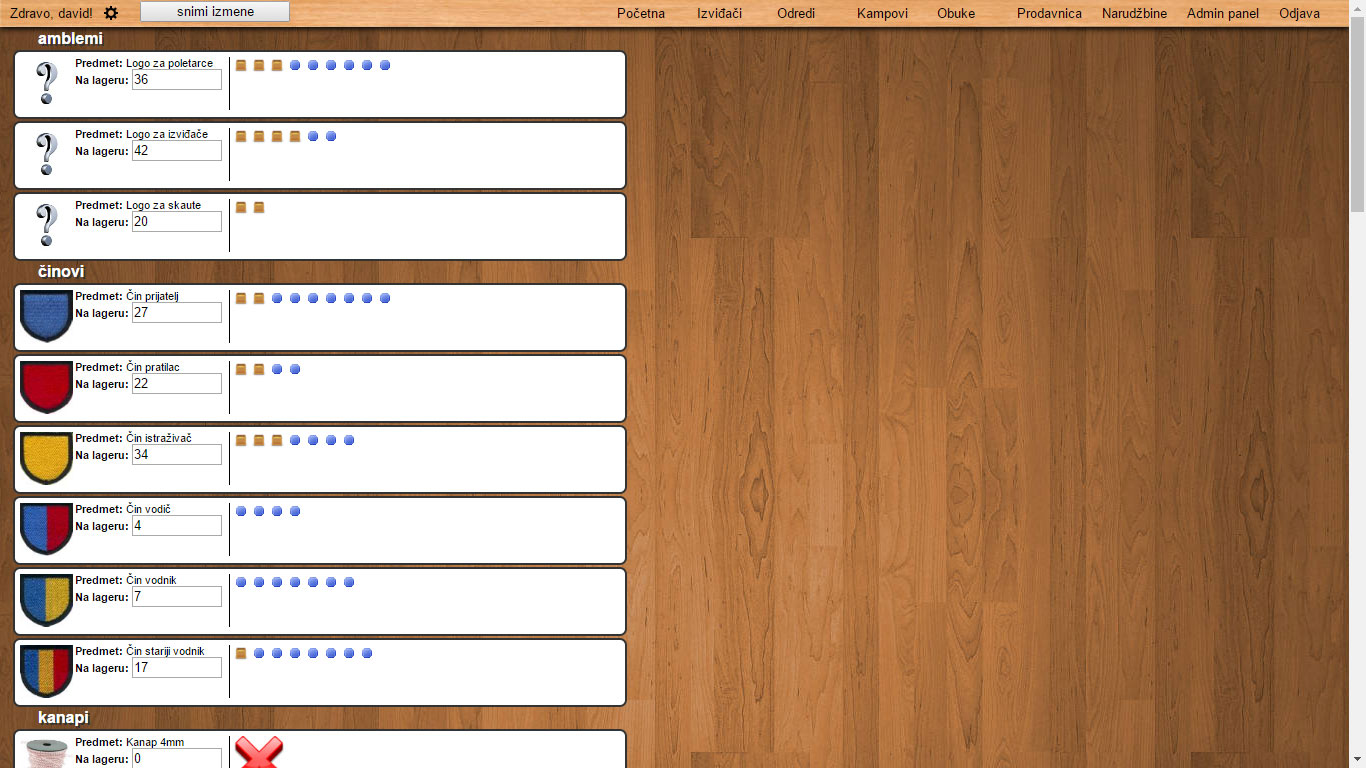 Zdravo, david! snimi izmene Početna Izviđači Odredi Kampovi Obuke Prodavnica Narudžbine Admin panel Odjava
amblemi
Predmet: Logo za poletarce
Na lageru: 36
Predmet: Logo za izviđače
Na lageru: 42
Predmet: Logo za skaute
Na lageru: 20
činovi
Predmet: Čin prijatelj
Na lageru: 27
Predmet: Čin pratilac
Na lageru: 22
Predmet: Čin istraživač
Na lageru: 34
Predmet: Čin vodič
Na lageru: 4
Predmet: Čin vodnik
Na lageru: 7
Predmet: Čin stariji vodnik
Na lageru: 17
kanapi
Predmet: Kanap 4mm
Na lageru: 0